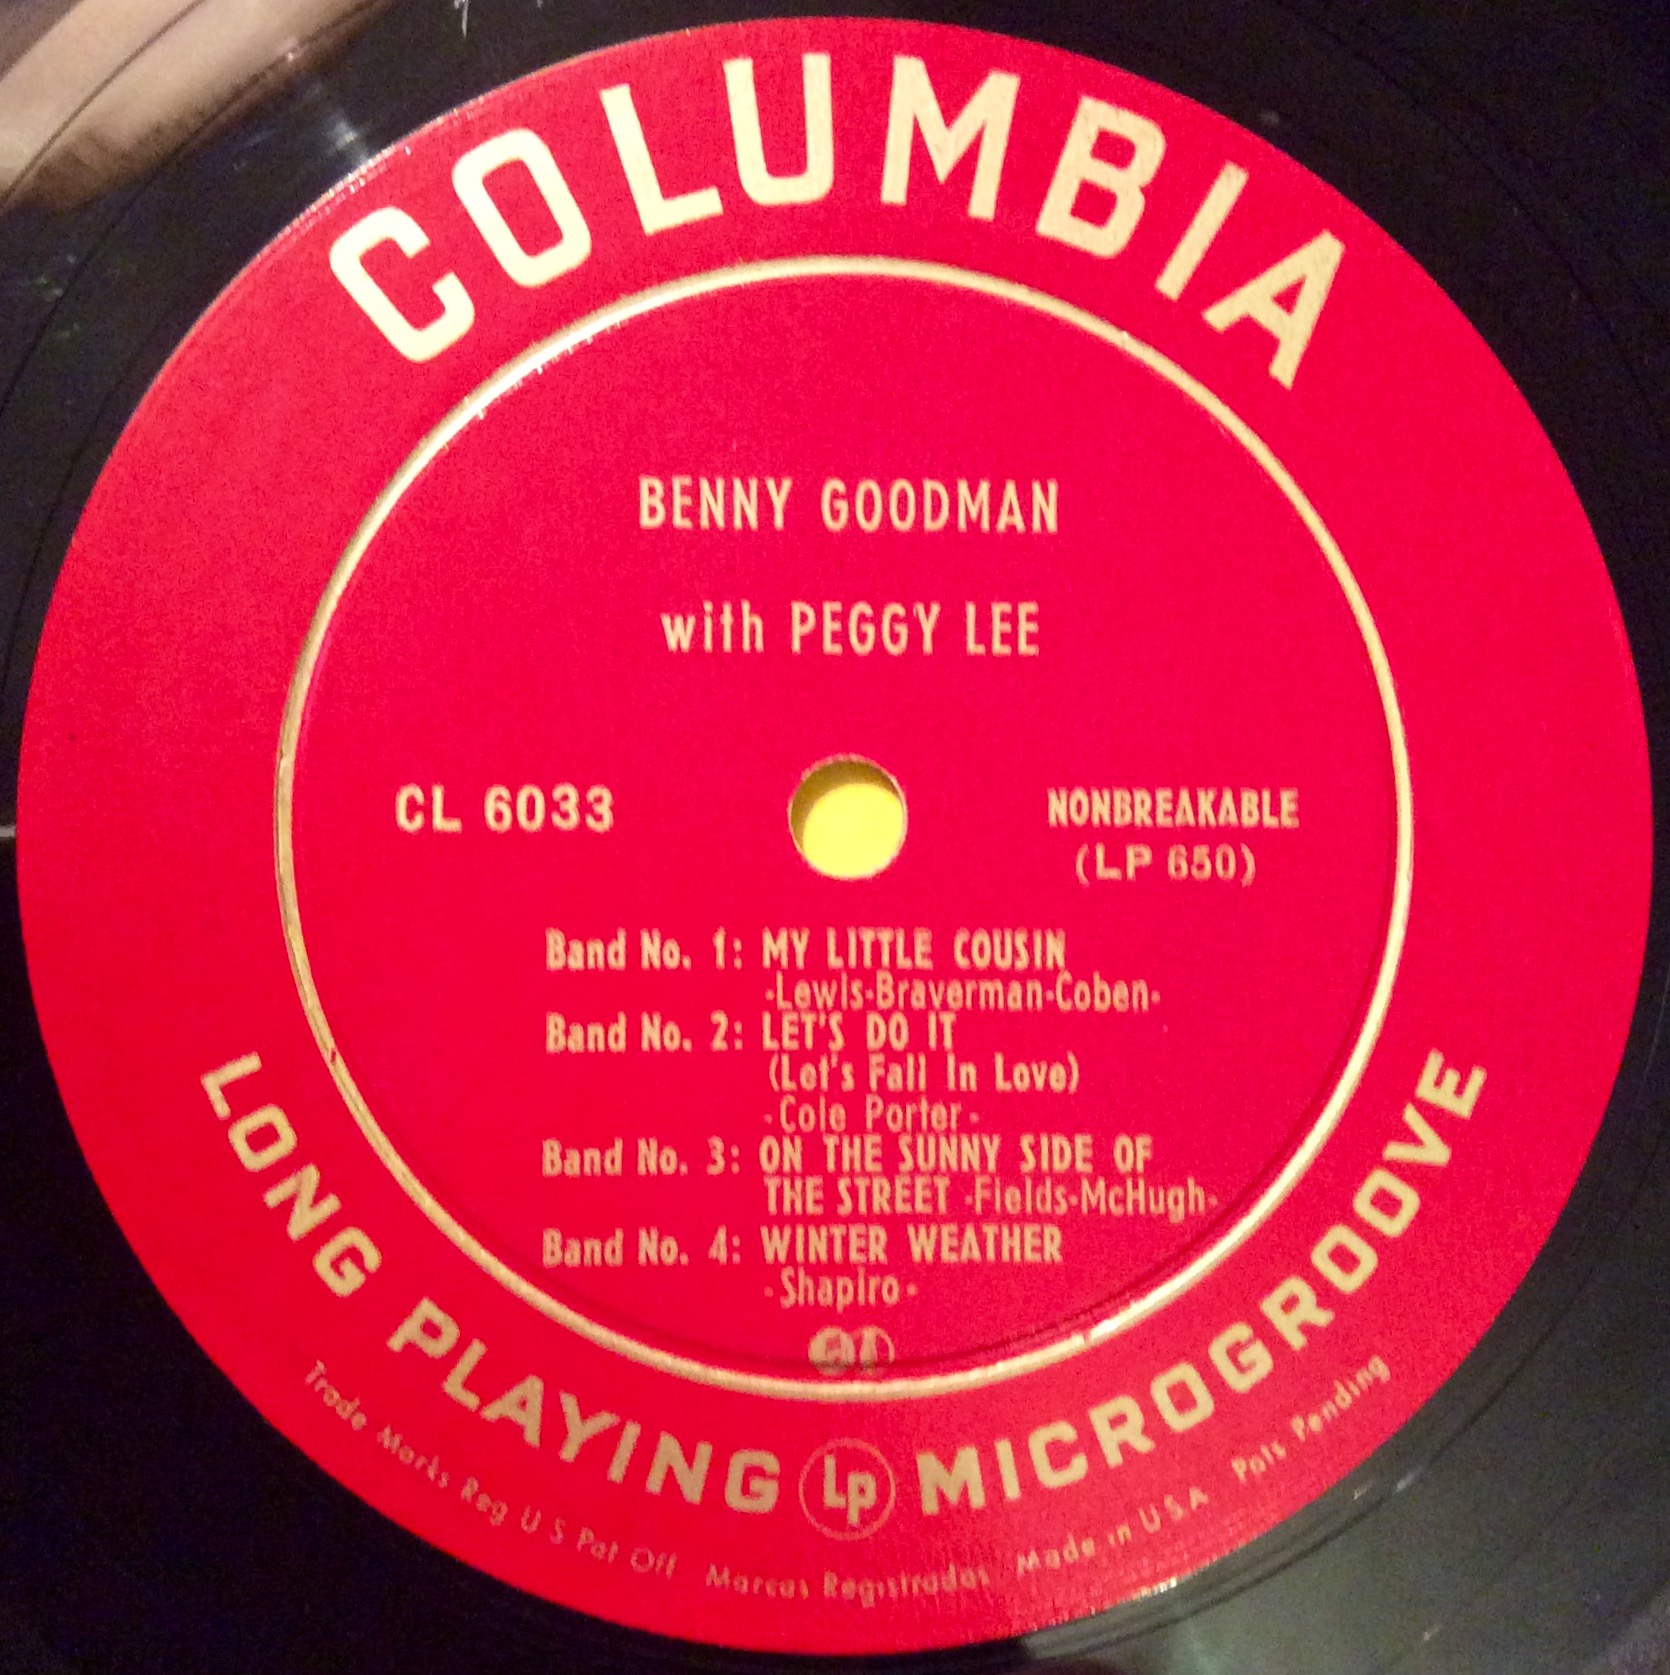 COLUMBIA
BENNY GOODMAN
with PEGGY LEE
CL 6033
NONBREAKABLE
(LP 650)
Band No. 1: MY LITTLE COUSIN
-Lewis-Braverman-Coben-
Band No. 2: LET'S DO IT
(Let's Fall In Love)
-Cole Porter-
Band No. 3: ON THE SUNNY SIDE OF
THE STREET -Fields-McHugh-
Band No. 4: WINTER WEATHER
-Shapiro-
LONG PLAYING Lp MICROGROOVE
Trade Marks Reg U S Pat Off Marcas Registradas Made in U.S.A Pats Pending